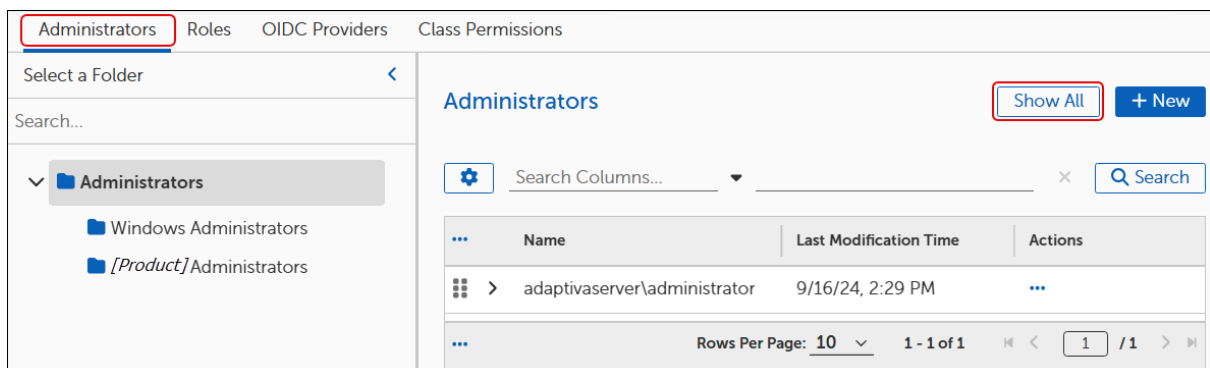 Administrators Roles OIDC Providers Class Permissions
Select a Folder
Search...
Administrators
Windows Administrators
[Product] Administrators
Administrators
Show All
+ New
Search Columns...
Search
Name Last Modification Time Actions
adaptivaserver\administrator 9/16/24, 2:29 PM
Rows Per Page: 10 1 - 1 of 1 1 / 1